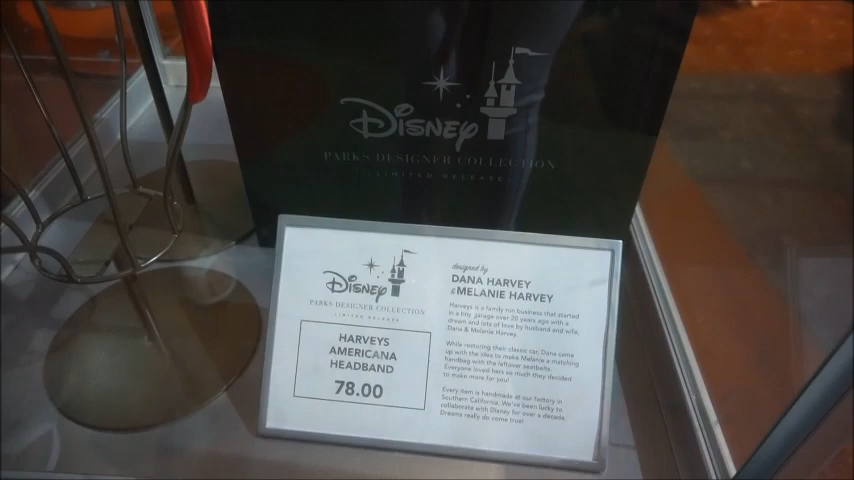 Disney
PARKS DESIGNER COLLECTION
LIMITED RELEASE
Disney
PARKS DESIGNER COLLECTION
LIMITED RELEASE
HARVEYS
AMERICANA
HEADBAND
78.00
designed by
DANA HARVEY
& MELANIE HARVEY
Harveys is a family run business that started
in a tiny garage over 20 years ago with a
dream and lots of love by husband and wife,
Dana & Melanie Harvey.
While restoring their classic car, Dana came
up with the idea to make Melanie a matching
handbag with the leftover seatbelts.
Everyone loved hers so much they decided
to make more for you!
Every item is handmade at our factory in
Southern California. We've been lucky to
collaborate with Disney for over a decade.
Dreams really do come true!